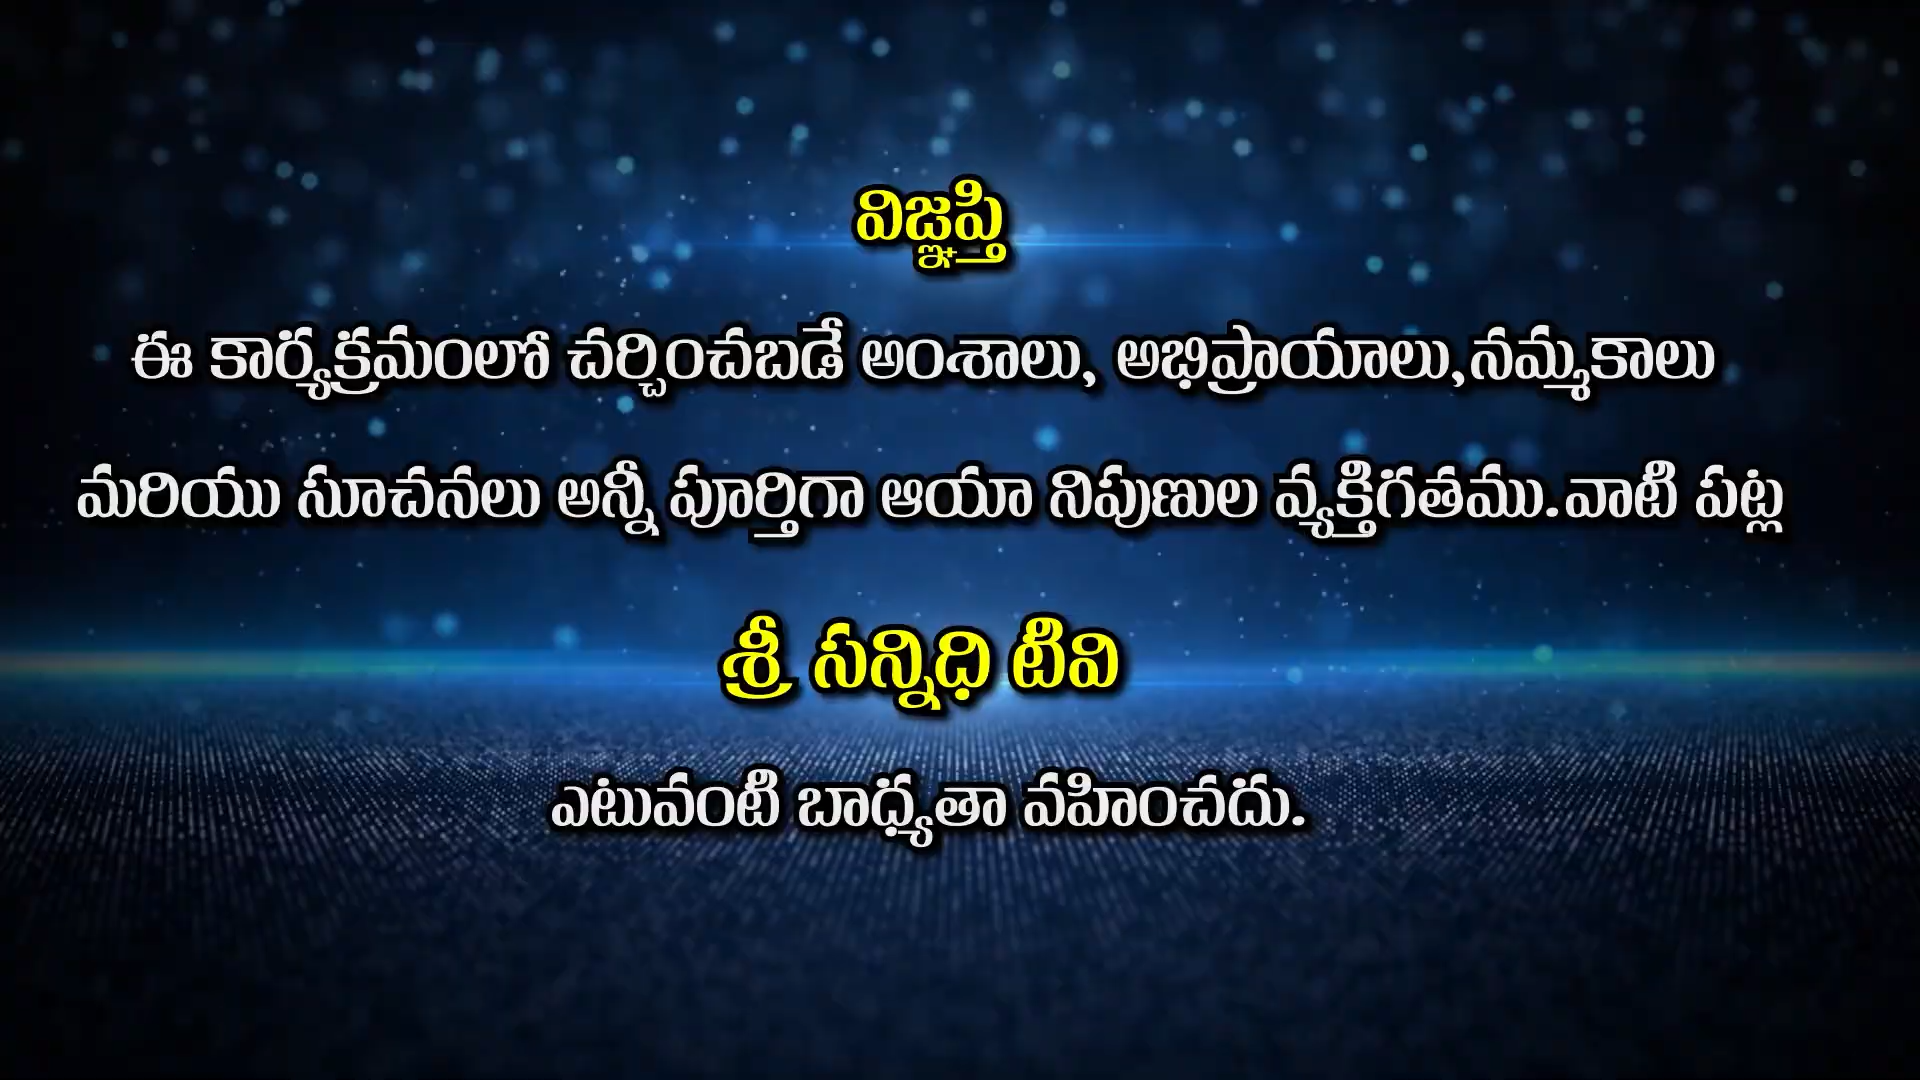 విజ్ఞప్తి
ఈ కార్యక్రమంలో చర్చించబడే అంశాలు, అభిప్రాయాలు,నమ్మకాలు
మరియు సూచనలు అన్నీ పూర్తిగా ఆయా నిపుణుల వ్యక్తిగతము.వాటి పట్ల
శ్రీ సన్నిధి టివి
ఎటువంటి బాధ్యతా వహించదు.